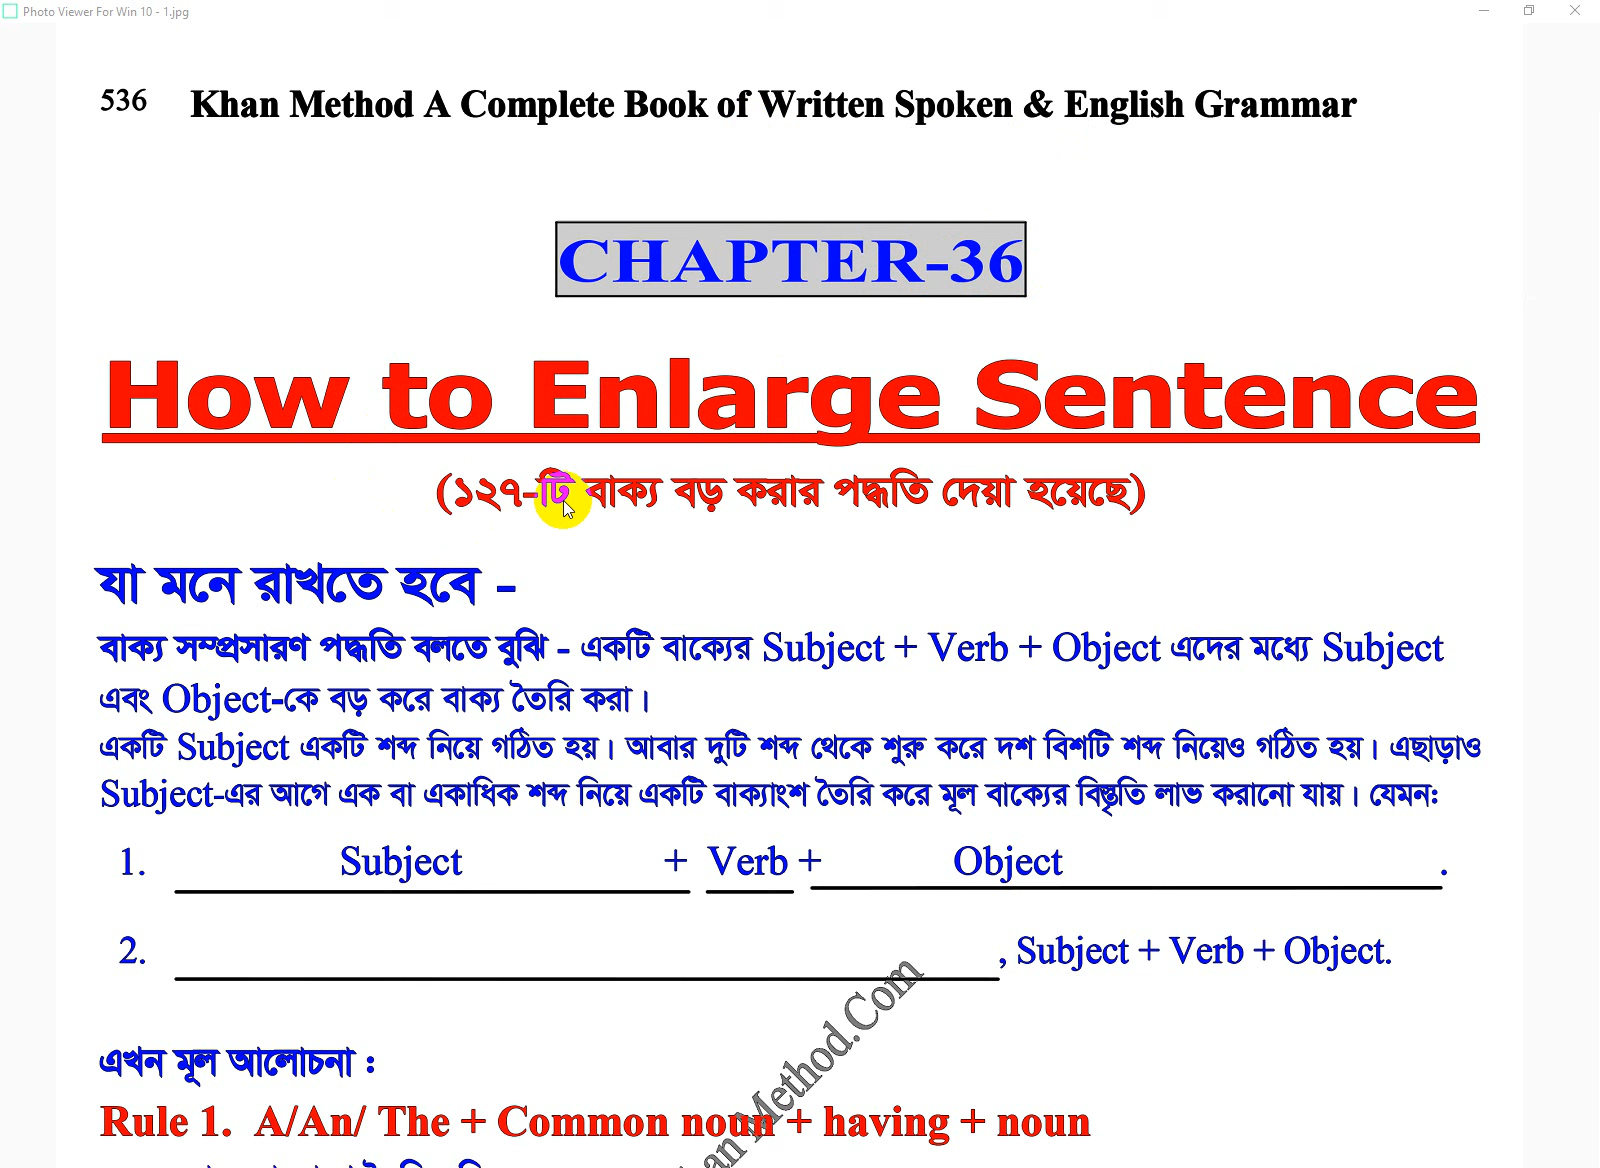 Photo Viewer For Win 10 - 1.jpg
536 Khan Method A Complete Book of Written Spoken & English Grammar
CHAPTER-36
How to Enlarge Sentence
(১২৭-টি বাক্য বড় করার পদ্ধতি দেয়া হয়েছে)
যা মনে রাখতে হবে -
বাক্য সম্প্রসারণ পদ্ধতি বলতে বুঝি - একটি বাক্যের Subject + Verb + Object এদের মধ্যে Subject
এবং Object-কে বড় করে বাক্য তৈরি করা।
একটি Subject একটি শব্দ নিয়ে গঠিত হয়। আবার দুটি শব্দ থেকে শুরু করে দশ বিশটি শব্দ নিয়েও গঠিত হয়। এছাড়াও
Subject-এর আগে এক বা একাধিক শব্দ নিয়ে একটি বাক্যাংশ তৈরি করে মূল বাক্যের বিস্তৃতি লাভ করানো যায়। যেমনঃ
1. Subject + Verb + Object .
2. , Subject + Verb + Object.
এখন মূল আলোচনা :
Rule 1. A/An/ The + Common noun + having + noun
an Method.Com